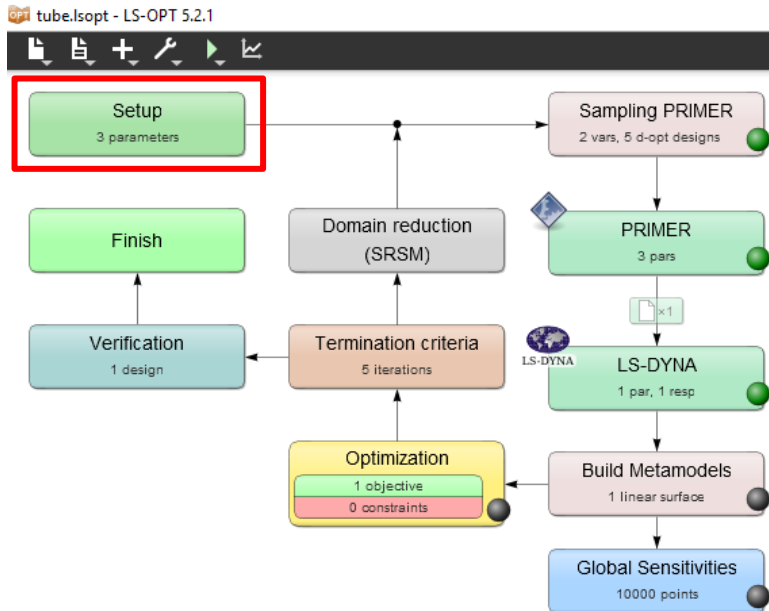 tube.lsopt - LS-OPT 5.2.1
Setup
3 parameters
Sampling PRIMER
2 vars, 5 d-opt designs
Finish
Domain reduction
(SRSM)
PRIMER
3 pars
×1
Verification
1 design
Termination criteria
5 iterations
LS-DYNA
LS-DYNA
1 par, 1 resp
Optimization
1 objective
0 constraints
Build Metamodels
1 linear surface
Global Sensitivities
10000 points